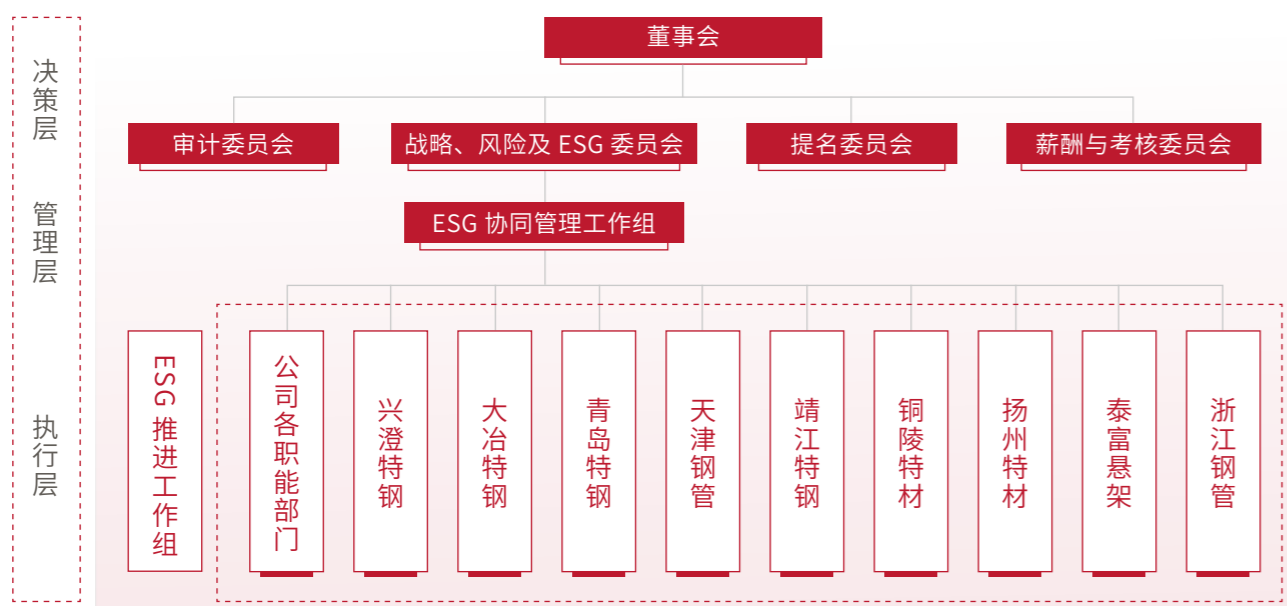 决策层
董事会
审计委员会
战略、风险及 ESG 委员会
提名委员会
薪酬与考核委员会
管理层
ESG 协同管理工作组
执行层
ESG 推进工作组
公司各职能部门
兴澄特钢
大冶特钢
青岛特钢
天津钢管
靖江特钢
铜陵特材
扬州特材
泰富悬架
浙江钢管